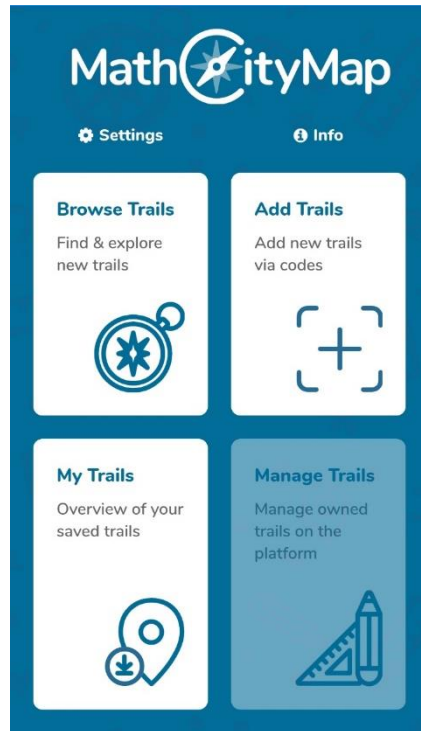 MathCityMap
Settings
Info
Browse Trails
Find & explore
new trails
Add Trails
Add new trails
via codes
My Trails
Overview of your
saved trails
Manage Trails
Manage owned
trails on the
platform